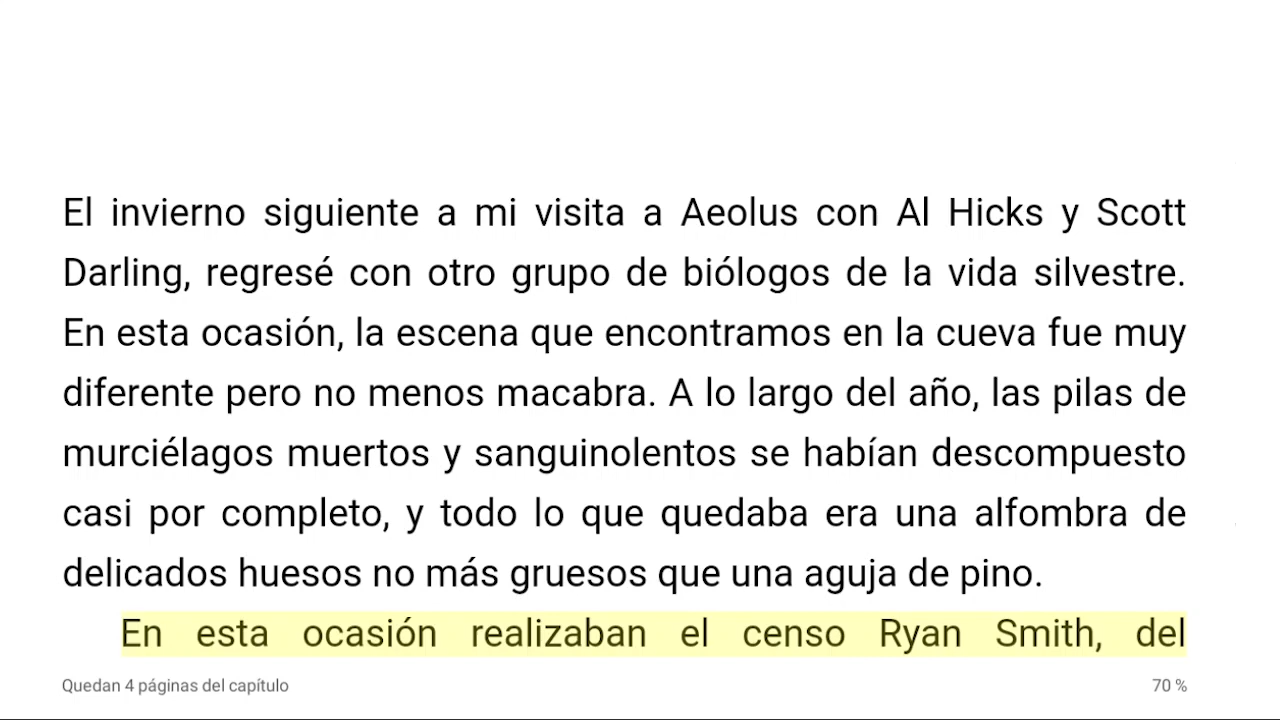 El invierno siguiente a mi visita a Aeolus con Al Hicks y Scott
Darling, regresé con otro grupo de biólogos de la vida silvestre.
En esta ocasión, la escena que encontramos en la cueva fue muy
diferente pero no menos macabra. A lo largo del año, las pilas de
murciélagos muertos y sanguinolentos se habían descompuesto
casi por completo, y todo lo que quedaba era una alfombra de
delicados huesos no más gruesos que una aguja de pino.
En esta ocasión realizaban el censo Ryan Smith, del
Quedan 4 páginas del capítulo 70 %